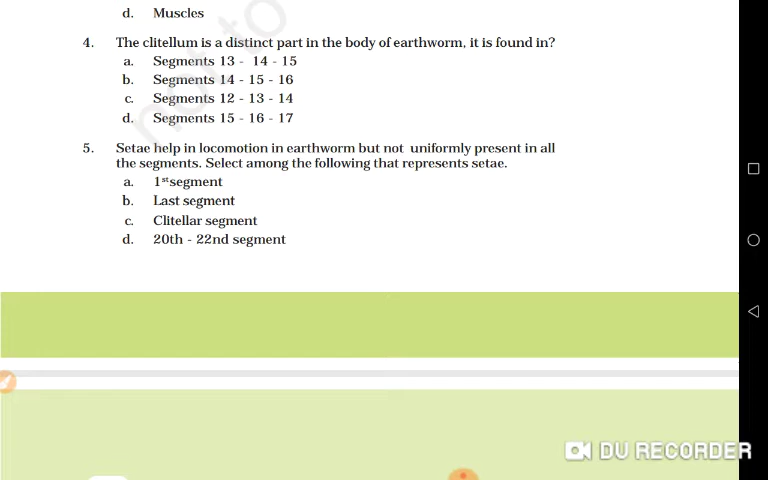 d. Muscles
4. The clitellum is a distinct part in the body of earthworm, it is found in?
a. Segments 13 - 14 - 15
b. Segments 14 - 15 - 16
c. Segments 12 - 13 - 14
d. Segments 15 - 16 - 17
5. Setae help in locomotion in earthworm but not uniformly present in all
the segments. Select among the following that represents setae.
a. 1st segment
b. Last segment
c. Clitellar segment
d. 20th - 22nd segment
not to
DU RECORDER